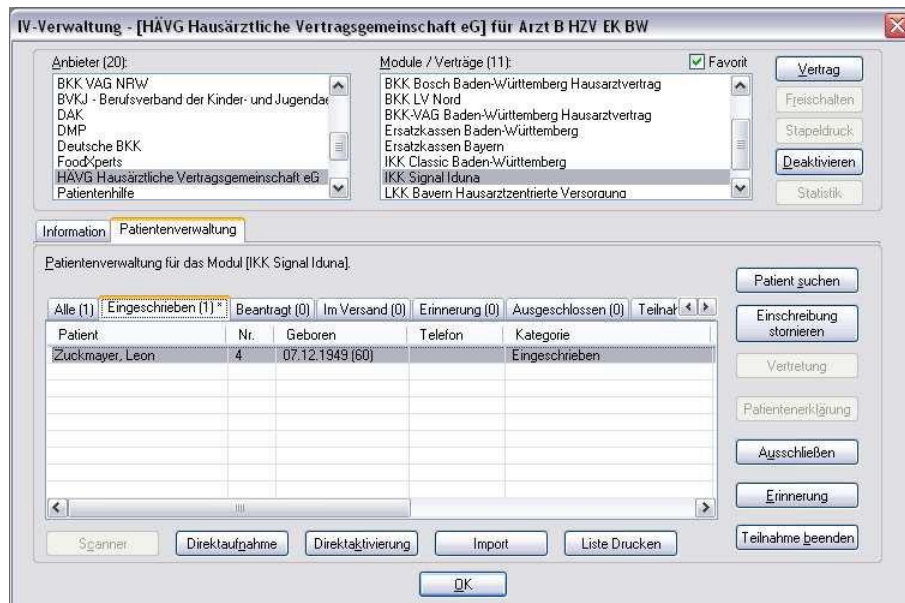 IV-Verwaltung - [HÄVG Hausärztliche Vertragsgemeinschaft eG] für Arzt B HZV EK BW
Anbieter (20):
BKK VAG NRW
BVKJ - Berufsverband der Kinder- und Jugendae
DAK
DMP
Deutsche BKK
FoodXperts
HÄVG Hausärztliche Vertragsgemeinschaft eG
Patientenhilfe
Module / Verträge (11):
Favorit
BKK Bosch Baden-Württemberg Hausarztvertrag
BKK LV Nord
BKK-VAG Baden-Württemberg Hausarztvertrag
Ersatzkassen Baden-Württemberg
Ersatzkassen Bayern
IKK Classic Baden-Württemberg
IKK Signal Iduna
LKK Bayern Hausarztzentrierte Versorgung
Vertrag
Freischalten
Stapeldruck
Deaktivieren
Statistik
Information Patientenverwaltung
Patientenverwaltung für das Modul [IKK Signal Iduna].
Alle (1) Eingeschrieben (1) * Beantragt (0) Im Versand (0) Erinnerung (0) Ausgeschlossen (0) Teilnah
Patient Nr. Geboren Telefon Kategorie
Zuckmayer, Leon 4 07.12.1949 (60) Eingeschrieben
Patient suchen
Einschreibung
stornieren
Vertretung
Patientenerklärung
Ausschließen
Erinnerung
Teilnahme beenden
Scanner Direktaufnahme Direktaktivierung Import Liste Drucken
OK